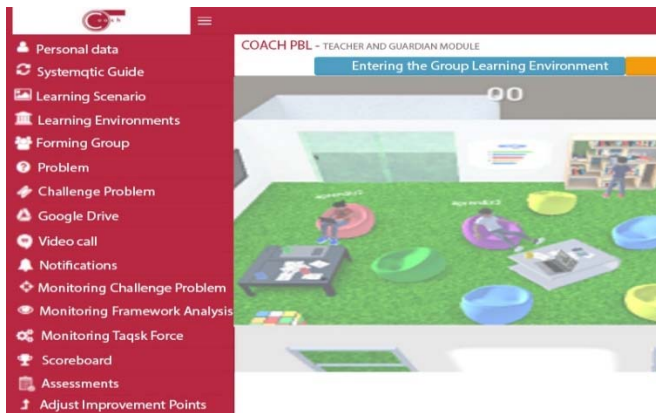 COACH PBL - TEACHER AND GUARDIAN MODULE
Entering the Group Learning Environment
Personal data
Systemqtic Guide
Learning Scenario
Learning Environments
Forming Group
Problem
Challenge Problem
Google Drive
Video call
Notifications
Monitoring Challenge Problem
Monitoring Framework Analysis
Monitoring Taqsk Force
Scoreboard
Assessments
Adjust Improvement Points